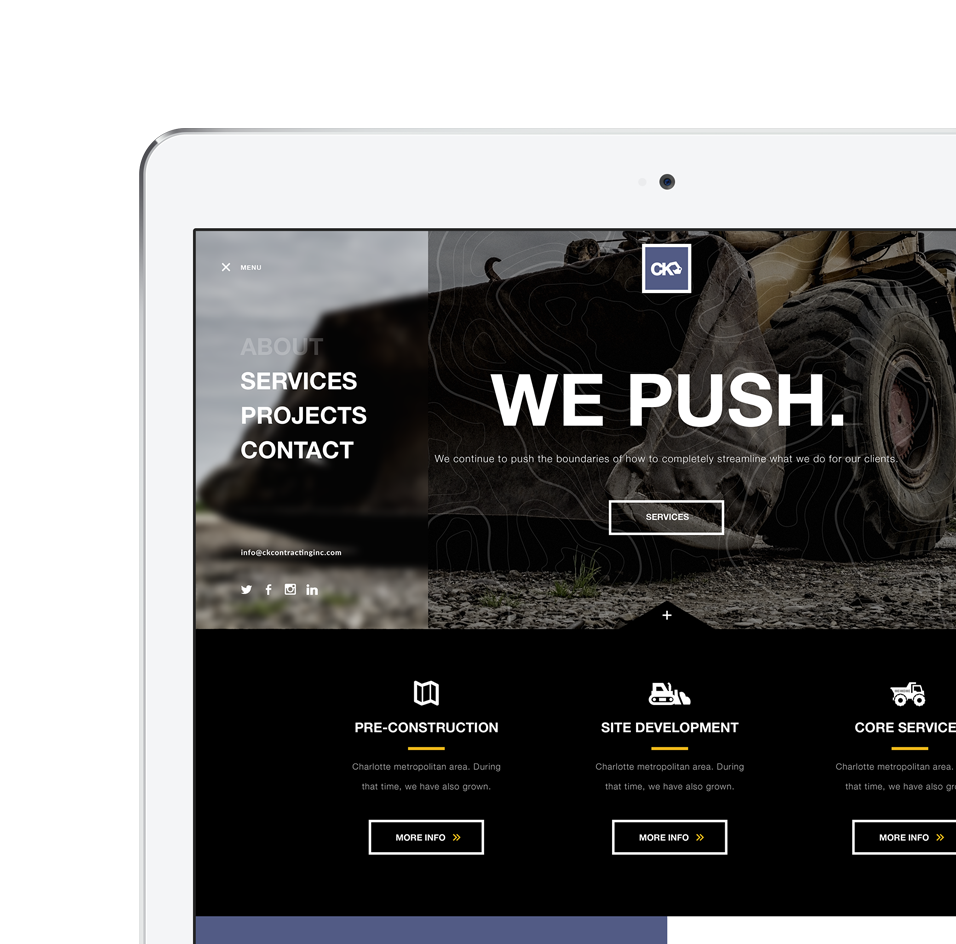 MENU
CK
ABOUT
SERVICES
PROJECTS
CONTACT
WE PUSH.
We continue to push the boundaries of how to completely streamline what we do for our clients.
SERVICES
info@ckcontractinginc.com
PRE-CONSTRUCTION
Charlotte metropolitan area. During
that time, we have also grown.
MORE INFO
SITE DEVELOPMENT
Charlotte metropolitan area. During
that time, we have also grown.
MORE INFO
CORE SERVICE
Charlotte metropolitan area.
that time, we have also
MORE INFO